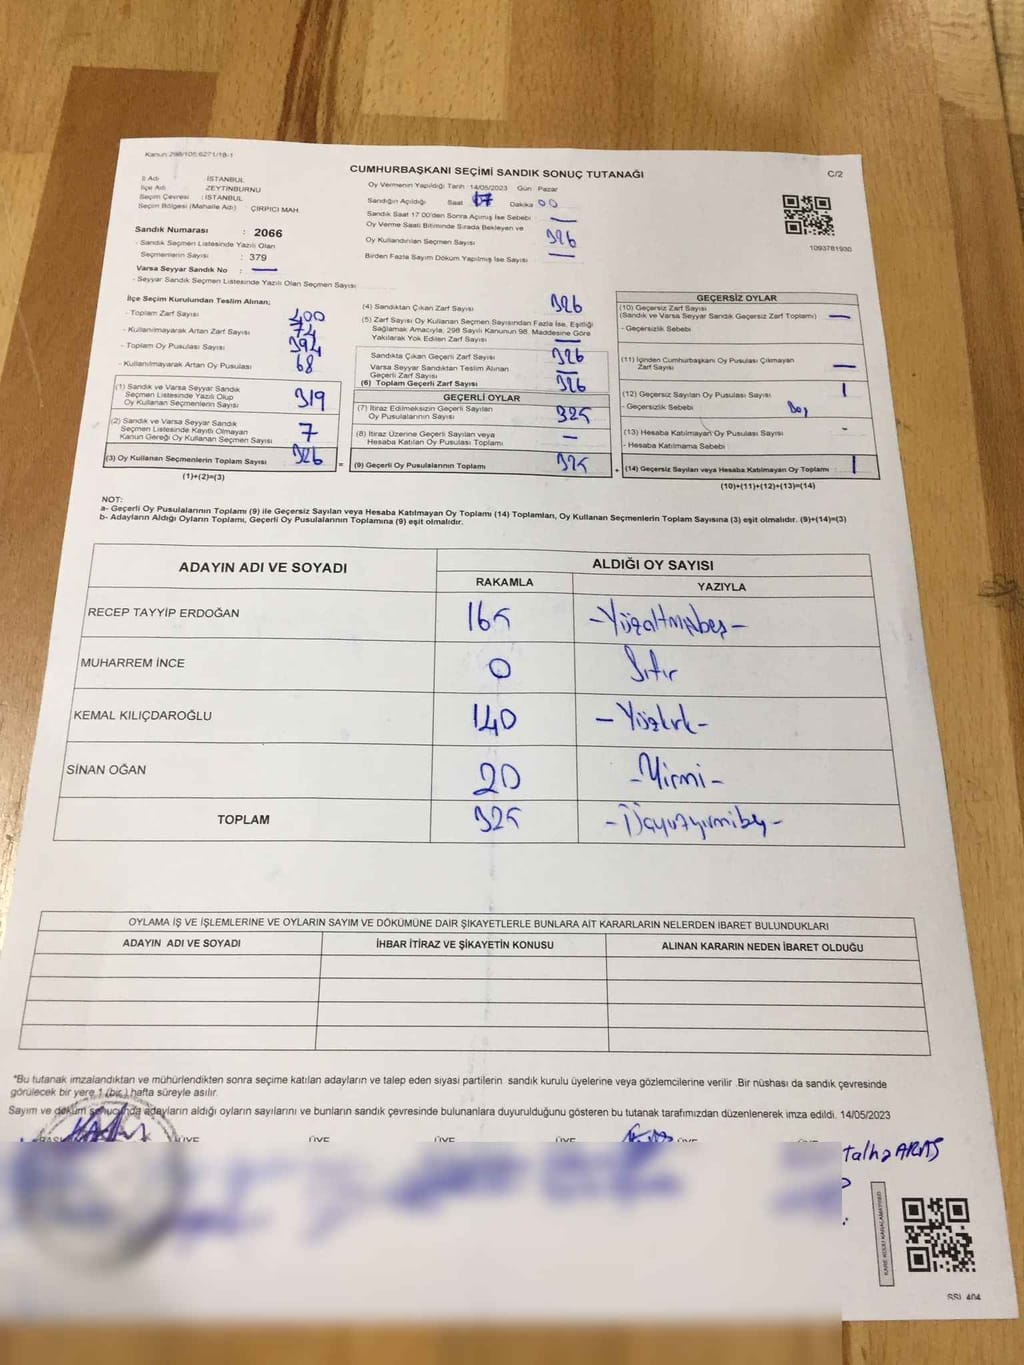 Kanun:298/105;6271/18-1
CUMHURBAŞKANI SEÇİMİ SANDIK SONUÇ TUTANAĞI
C/2
İl Adı : İSTANBUL
İlçe Adı : ZEYTİNBURNU
Seçim Çevresi : İSTANBUL
Seçim Bölgesi (Mahalle Adı) : ÇIRPICI MAH.
Sandık Numarası : 2066
- Sandık Seçmen Listesinde Yazılı Olan
Seçmenlerin Sayısı : 379
Varsa Seyyar Sandık No : —
- Seyyar Sandık Seçmen Listesinde Yazılı Olan Seçmen Sayısı:
Oy Vermenin Yapıldığı Tarih 14/05/2023 Gün Pazar
Sandığın Açıldığı Saat 17 Dakika 00
Sandık Saat 17:00'den Sonra Açılmış İse Sebebi —
Oy Verme Saati Bitiminde Sırada Bekleyen ve
Oy Kullandırılan Seçmen Sayısı 326
Birden Fazla Sayım Döküm Yapılmış İse Sayısı —
1093781930
İlçe Seçim Kurulundan Teslim Alınan;
- Toplam Zarf Sayısı : 400
- Kullanılmayarak Artan Zarf Sayısı : 74
- Toplam Oy Pusulası Sayısı : 394
- Kullanılmayarak Artan Oy Pusulası : 68
(1) Sandık ve Varsa Seyyar Sandık
Seçmen Listesinde Yazılı Olup
Oy Kullanan Seçmenlerin Sayısı : 319
(2) Sandık ve Varsa Seyyar Sandık
Seçmen Listesinde Kayıtlı Olmayan
Kanun Gereği Oy Kullanan Seçmen Sayısı : 7
(3) Oy Kullanan Seçmenlerin Toplam Sayısı : 326
(1)+(2)=(3)
(4) Sandıktan Çıkan Zarf Sayısı : 326
(5) Zarf Sayısı Oy Kullanan Seçmen Sayısından Fazla İse, Eşitliği
Sağlamak Amacıyla; 298 Sayılı Kanunun 98. Maddesine Göre
Yakılarak Yok Edilen Zarf Sayısı : —
Sandıkta Çıkan Geçerli Zarf Sayısı : 326
Varsa Seyyar Sandıktan Teslim Alınan
Geçerli Zarf Sayısı : —
(6) Toplam Geçerli Zarf Sayısı : 326
GEÇERLİ OYLAR
(7) İtiraz Edilmeksizin Geçerli Sayılan
Oy Pusulalarının Sayısı : 325
(8) İtiraz Üzerine Geçerli Sayılan veya
Hesaba Katılan Oy Pusulası Toplamı : —
= (9) Geçerli Oy Pusulalarının Toplamı : 325
GEÇERSİZ OYLAR
(10) Geçersiz Zarf Sayısı
(Sandık ve Varsa Seyyar Sandık Geçersiz Zarf Toplamı) : —
- Geçersizlik Sebebi :
(11) İçinden Cumhurbaşkanı Oy Pusulası Çıkmayan
Zarf Sayısı : —
(12) Geçersiz Sayılan Oy Pusulası Sayısı : 1
- Geçersizlik Sebebi :
(13) Hesaba Katılmayan Oy Pusulası Sayısı : -
- Hesaba Katılmama Sebebi :
+ (14) Geçersiz Sayılan veya Hesaba Katılmayan Oy Toplamı : 1
(10)+(11)+(12)+(13)=(14)
NOT:
a- Geçerli Oy Pusulalarının Toplamı (9) ile Geçersiz Sayılan veya Hesaba Katılmayan Oy Toplamı (14) Toplamları, Oy Kullanan Seçmenlerin Toplam Sayısına (3) eşit olmalıdır. (9)+(14)=(3)
b- Adayların Aldığı Oyların Toplamı, Geçerli Oy Pusulalarının Toplamına (9) eşit olmalıdır.
ADAYIN ADI VE SOYADI
ALDIĞI OY SAYISI
RAKAMLA YAZIYLA
RECEP TAYYİP ERDOĞAN 165 -Yüzaltmışbeş-
MUHARREM İNCE 0 Sıfır
KEMAL KILIÇDAROĞLU 140 -Yüzkırk-
SİNAN OĞAN 20 -Yirmi-
TOPLAM 325 -Üçyüzyirmibeş-
OYLAMA İŞ VE İŞLEMLERİNE VE OYLARIN SAYIM VE DÖKÜMÜNE DAİR ŞİKAYETLERLE BUNLARA AİT KARARLARIN NELERDEN İBARET BULUNDUKLARI
ADAYIN ADI VE SOYADI İHBAR İTİRAZ VE ŞİKAYETİN KONUSU ALINAN KARARIN NEDEN İBARET OLDUĞU
*Bu tutanak imzalandıktan ve mühürlendikten sonra seçime katılan adayların ve talep eden siyasi partilerin sandık kurulu üyelerine veya gözlemcilerine verilir .Bir nüshası da sandık çevresinde
görülecek bir yere 1 (bir) hafta süreyle asılır.
Sayım ve döküm sonucunda adayların aldığı oyların sayılarını ve bunların sandık çevresinde bulunanlara duyurulduğunu gösteren bu tutanak tarafımızdan düzenlenerek imza edildi. 14/05/2023
ÜYE ÜYE ÜYE ÜYE ÜYE
talha ARAS
KARE KODU KARALAMAYINIZ
SSI_404